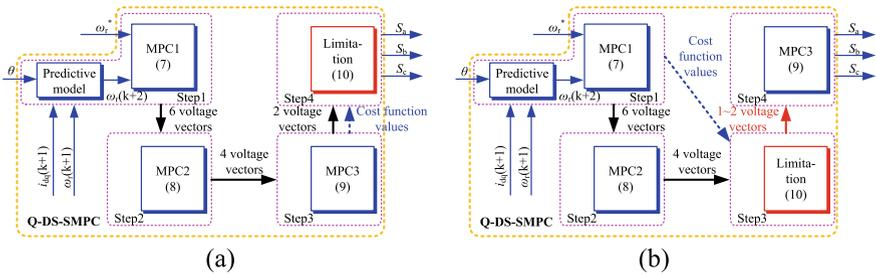 ωr*
MPC1
(7)
θ
Predictive
model
ωr(k+2)
Step1
6 voltage
vectors
idq(k+1)
ωr(k+1)
MPC2
(8)
Step2
4 voltage
vectors
MPC3
(9)
Step3
2 voltage
vectors
Cost function
values
Limita-
tion
(10)
Step4
Sa
Sb
Sc
Q-DS-SMPC
(a)
ωr*
MPC1
(7)
θ
Predictive
model
ωr(k+2)
Step1
6 voltage
vectors
idq(k+1)
ωr(k+1)
MPC2
(8)
Step2
4 voltage
vectors
Cost
function
values
Limita-
tion
(10)
Step3
1~2 voltage
vectors
MPC3
(9)
Step4
Sa
Sb
Sc
Q-DS-SMPC
(b)